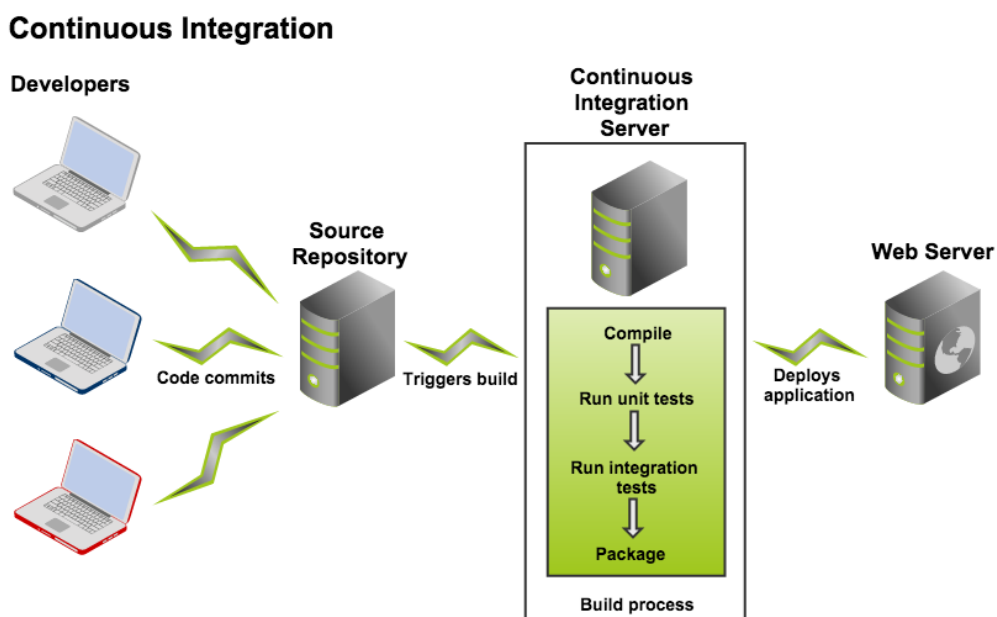 Continuous Integration
Developers
Continuous
Integration
Server
Source
Repository
Web Server
Code commits
Triggers build
Compile
Run unit tests
Run integration
tests
Package
Build process
Deploys
application